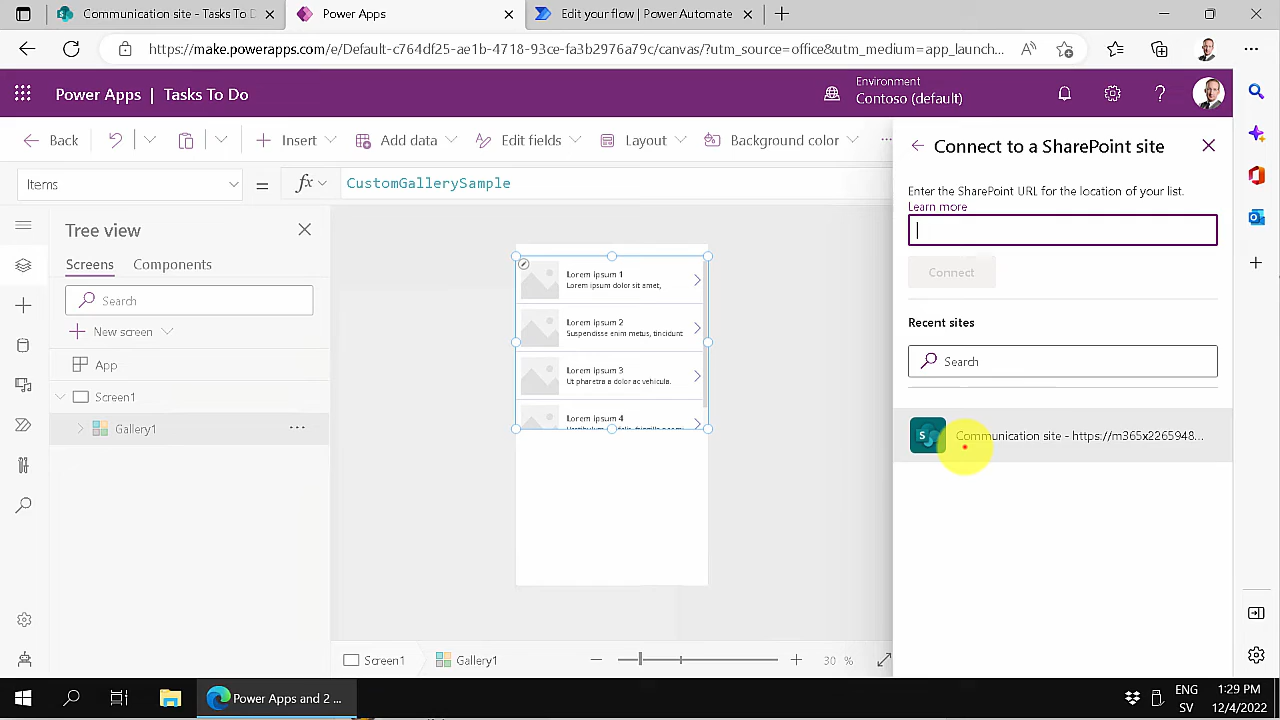 Communication site - Tasks To D
Power Apps
Edit your flow | Power Automate
https://make.powerapps.com/e/Default-c764df25-ae1b-4718-93ce-fa3b2976a79c/canvas/?utm_source=office&utm_medium=app_launch...
Power Apps | Tasks To Do
Environment
Contoso (default)
Back
Insert
Add data
Edit fields
Layout
Background color
Items
=
fx
CustomGallerySample
Tree view
Screens
Components
Search
New screen
App
Screen1
Gallery1
Lorem ipsum 1
Lorem ipsum dolor sit amet,
Lorem ipsum 2
Suspendisse enim metus, tincidunt
Lorem ipsum 3
Ut pharetra a dolor ac vehicula.
Lorem ipsum 4
Screen1
Gallery1
30 %
Connect to a SharePoint site
Enter the SharePoint URL for the location of your list.
Learn more
Connect
Recent sites
Search
Communication site - https://m365x2265948...
Power Apps and 2 ...
ENG
SV
1:29 PM
12/4/2022